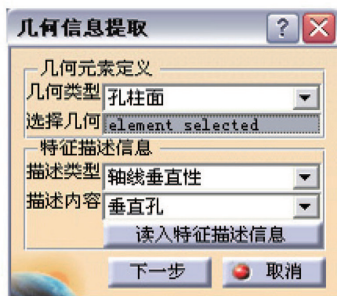 几何信息提取
几何元素定义
几何类型 孔柱面
选择几何 element selected
特征描述信息
描述类型 轴线垂直性
描述内容 垂直孔
读入特征描述信息
下一步 取消